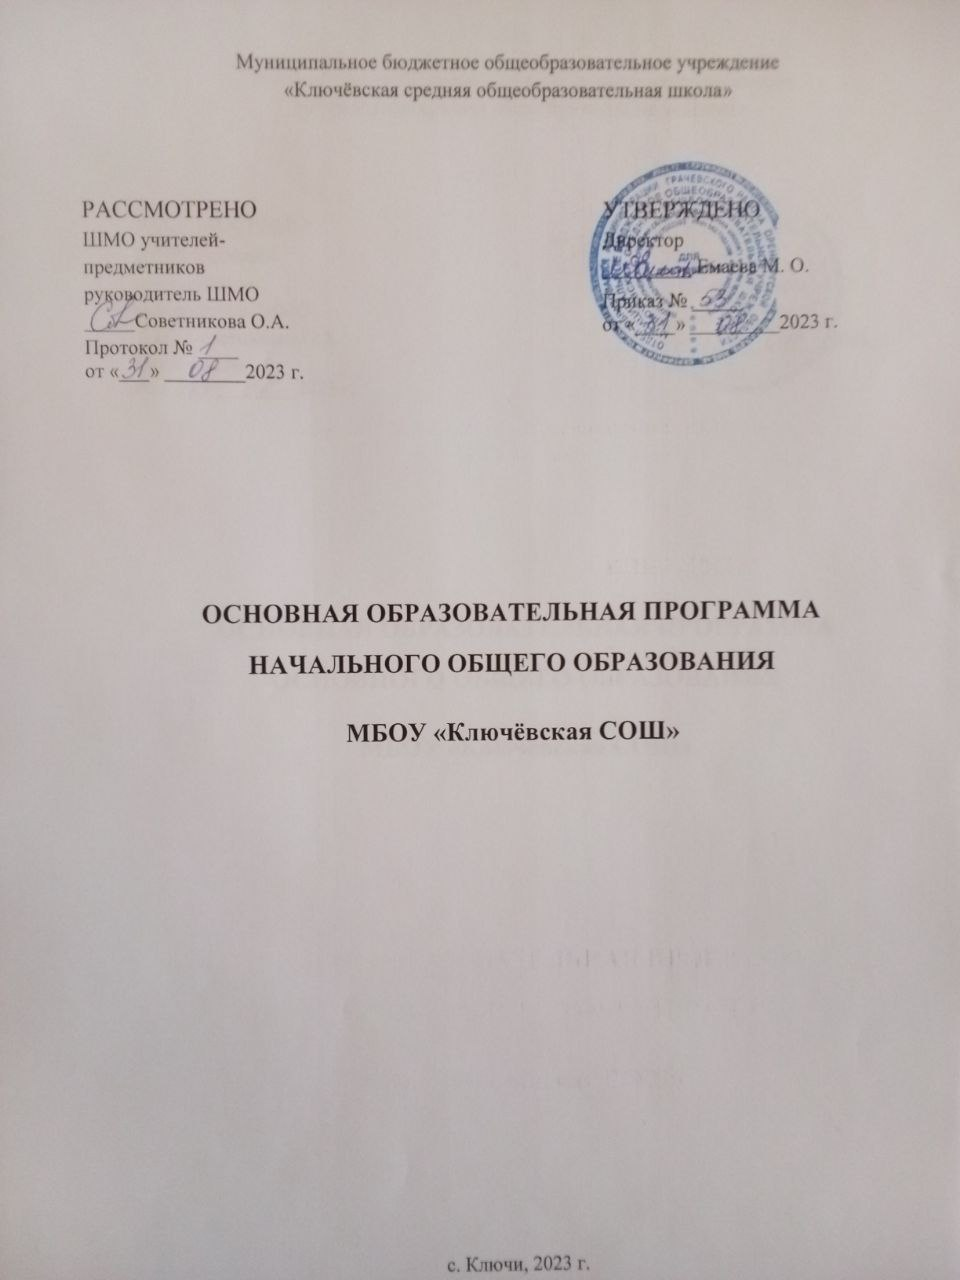 Муниципальное бюджетное общеобразовательное учреждение
«Ключёвская средняя общеобразовательная школа»
РАССМОТРЕНО
ШМО учителей-
предметников
руководитель ШМО
Советникова О.А.
Протокол № 1
от «31» 08 2023 г.
УТВЕРЖДЕНО
Директор
Емаева М. О.
Приказ № 53
от «31» 08 2023 г.
ОСНОВНАЯ ОБРАЗОВАТЕЛЬНАЯ ПРОГРАММА
НАЧАЛЬНОГО ОБЩЕГО ОБРАЗОВАНИЯ
МБОУ «Ключёвская СОШ»
с. Ключи, 2023 г.